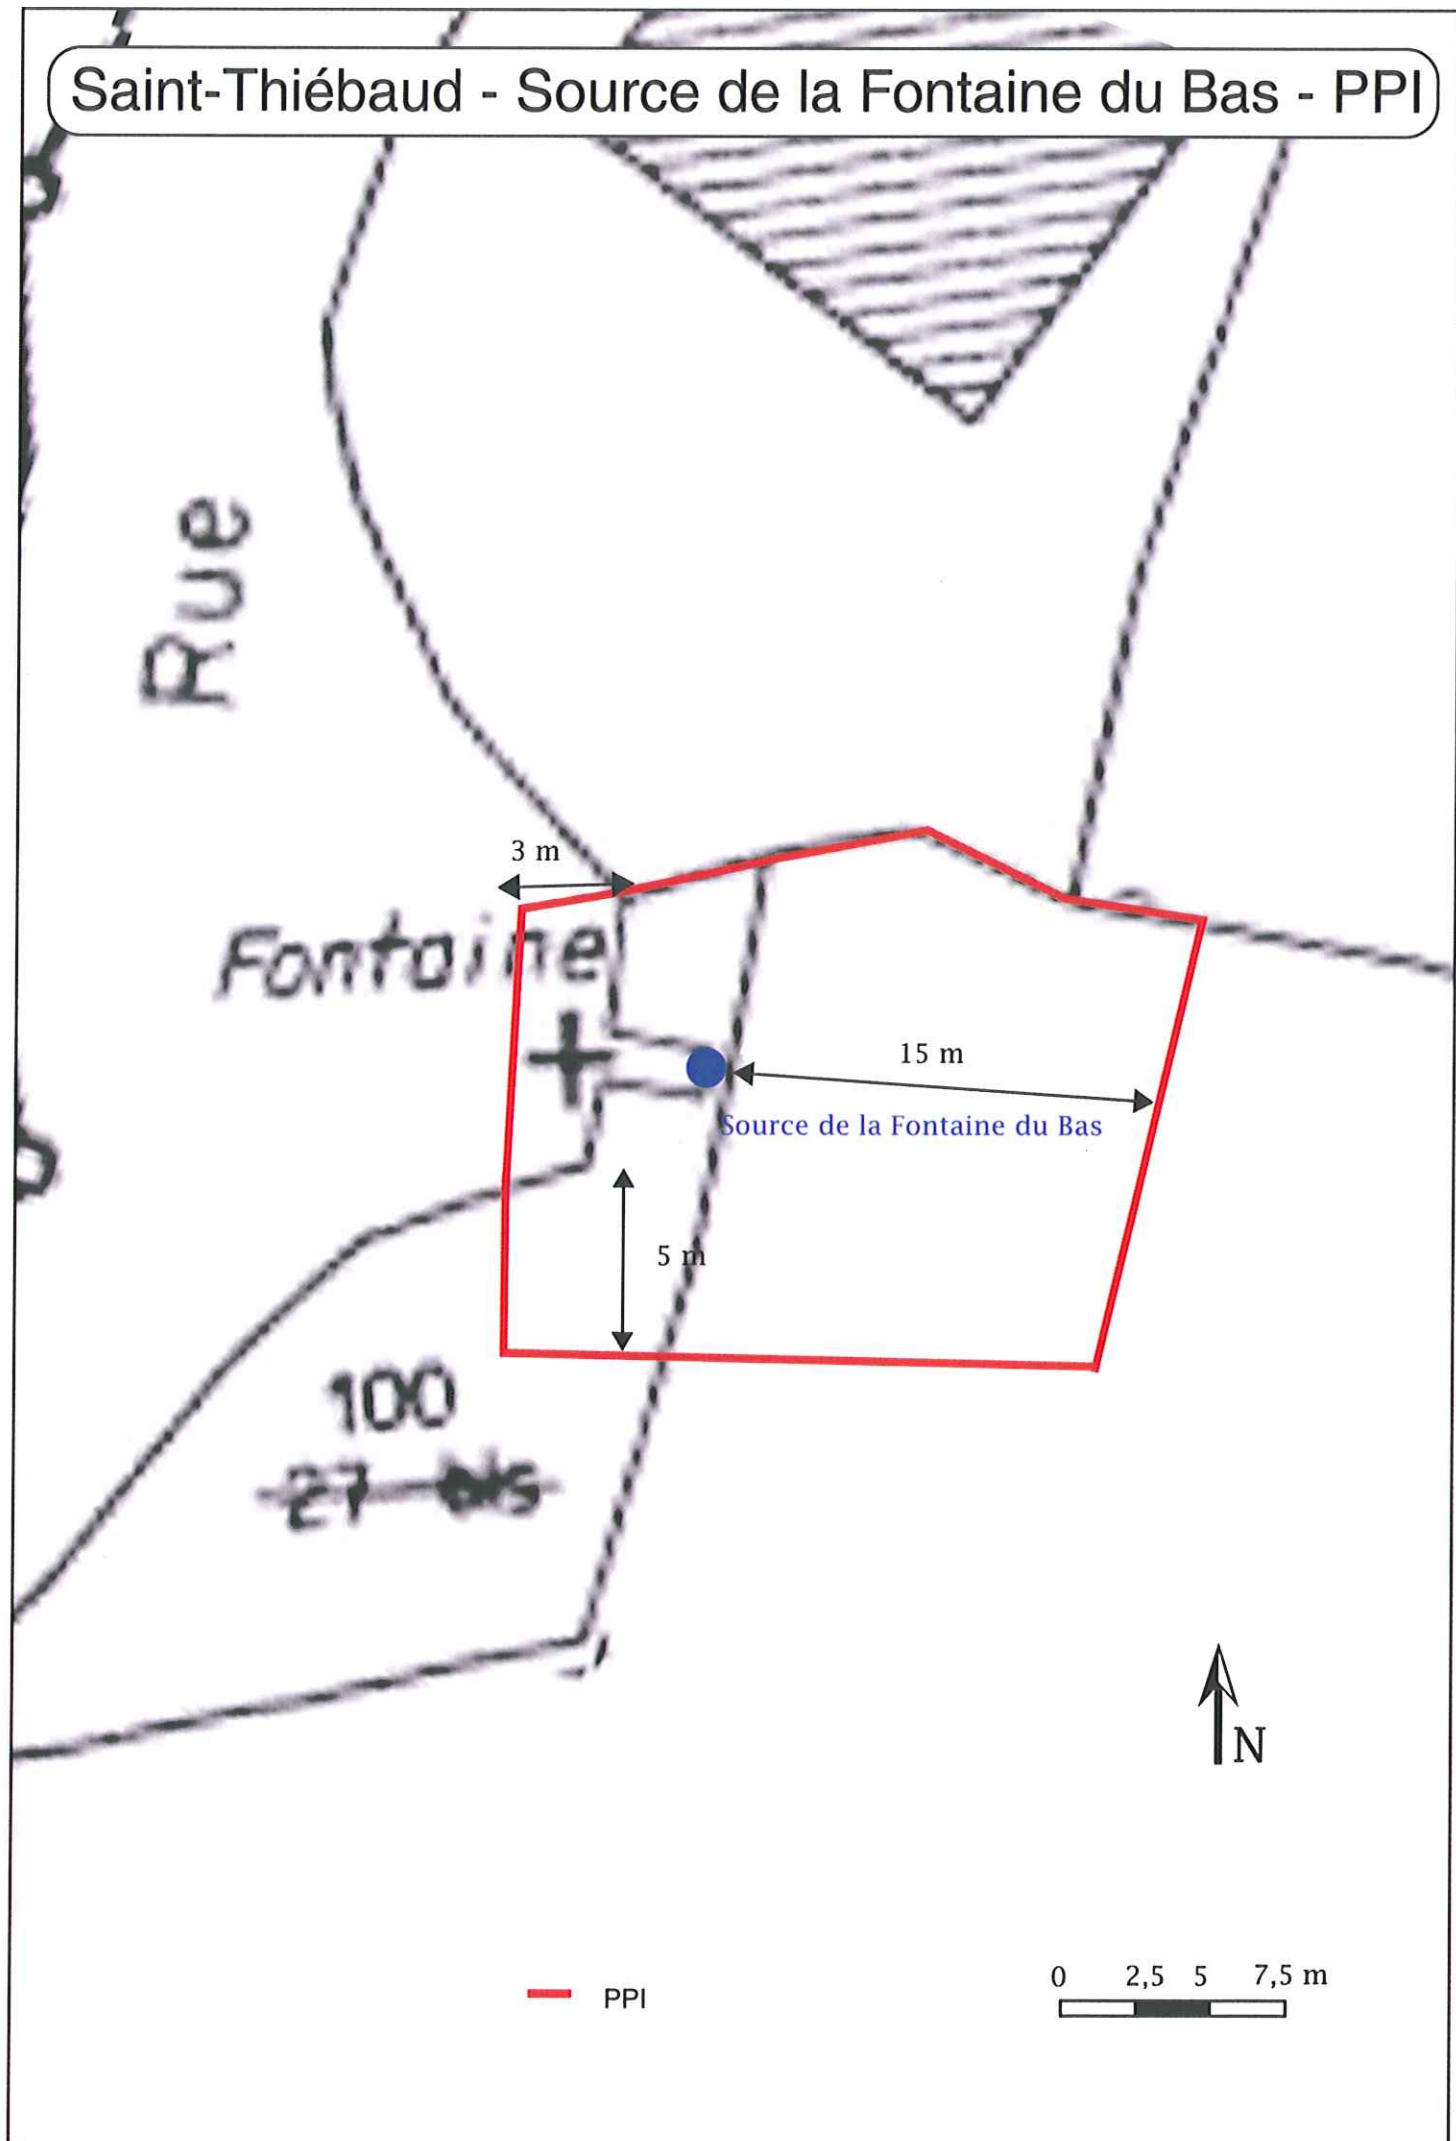 Saint-Thiébaud - Source de la Fontaine du Bas - PPI
Rue
3 m
Fontaine
15 m
Source de la Fontaine du Bas
5 m
100
27 bis
N
PPI
0 2,5 5 7,5 m